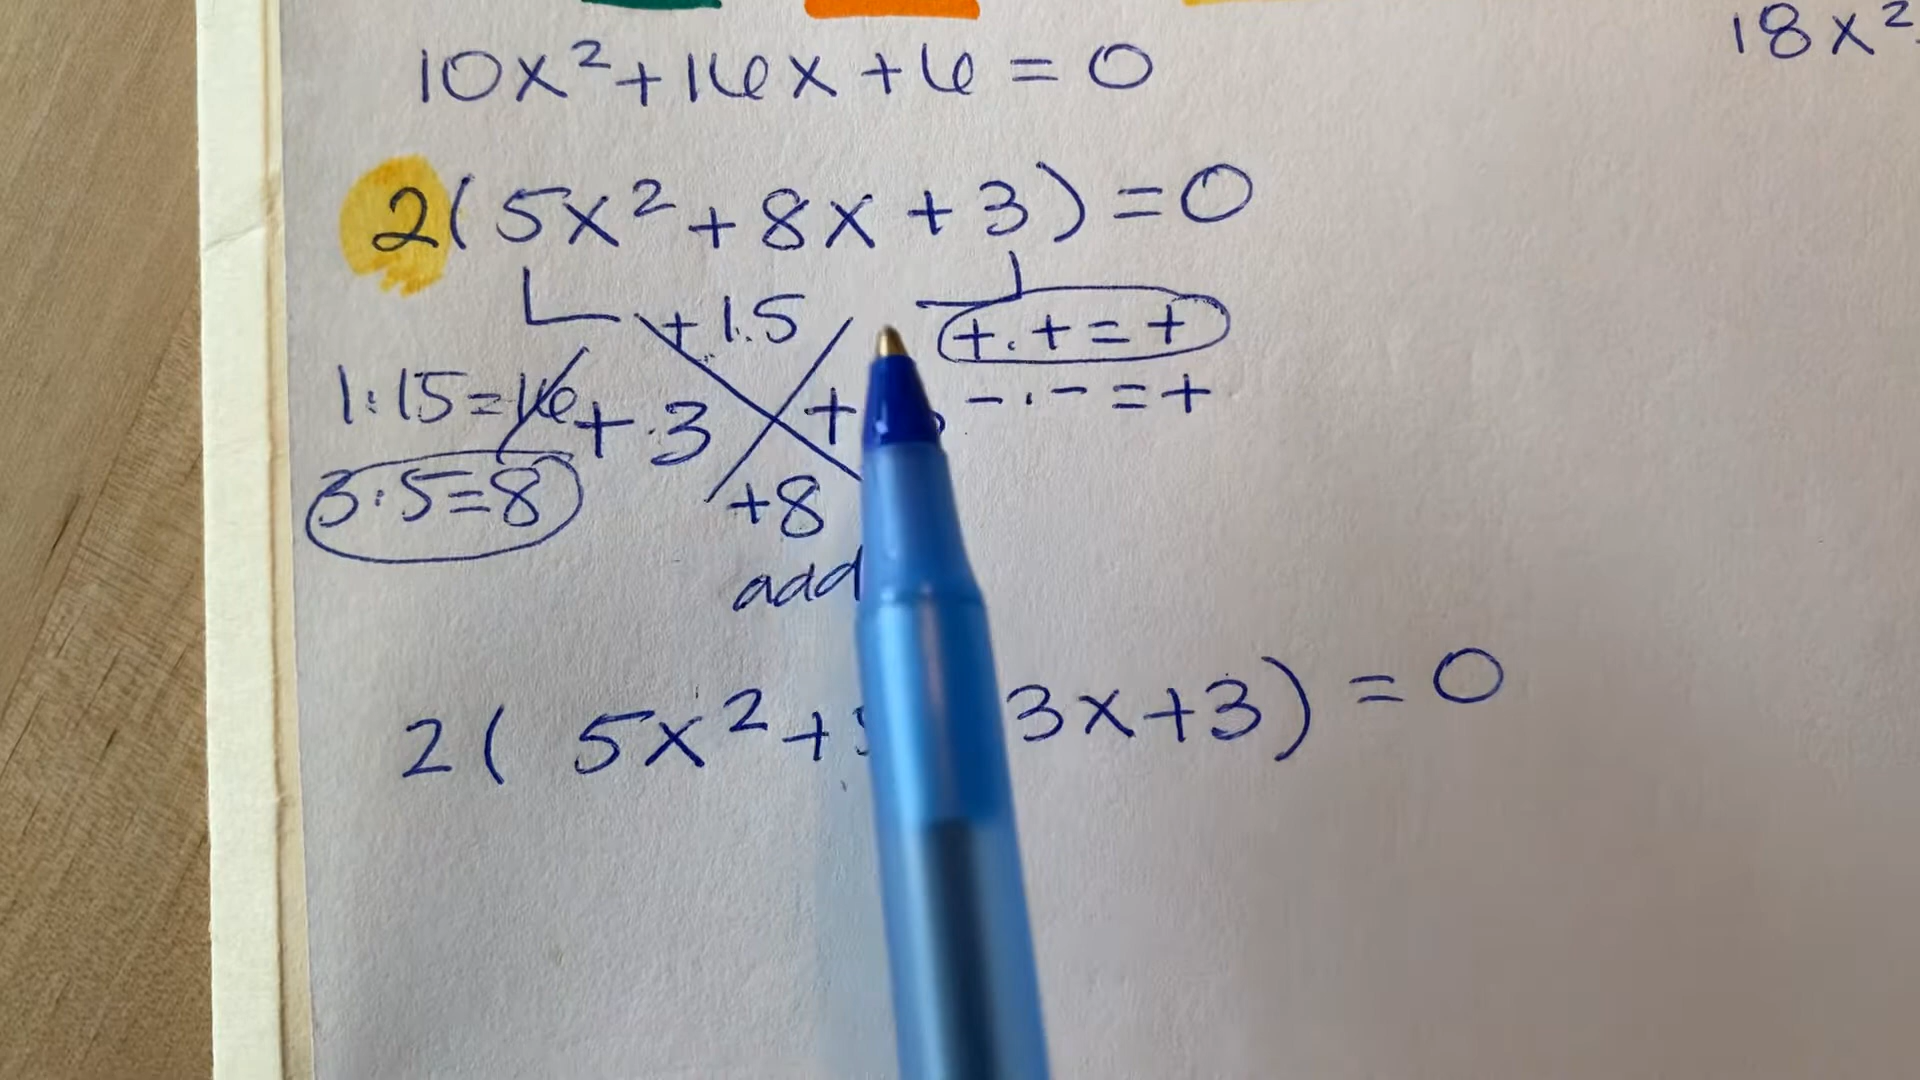 10x² + 16x + 6 = 0
18x²
2( 5x² + 8x + 3 ) = 0
+15
+ · + = +
1·15=16
+3
+
- · - = +
3·5=8
+8
add
2( 5x² + 3x+3) = 0